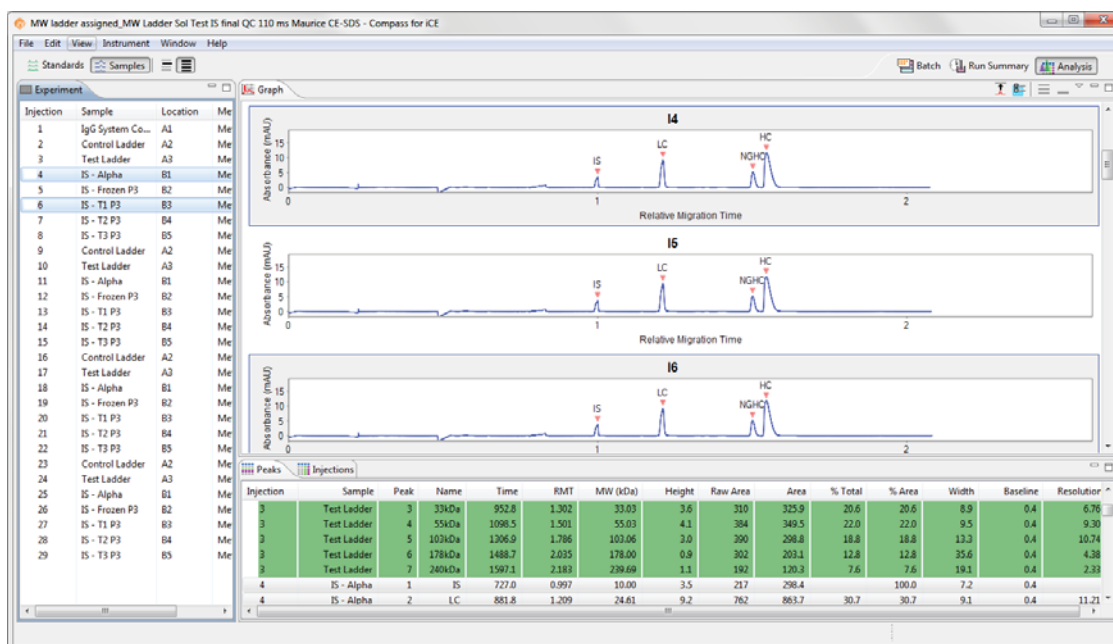 MW ladder assigned_MW Ladder Sol Test IS final QC 110 ms Maurice CE-SDS - Compass for iCE
File Edit View Instrument Window Help
Standards Samples Batch Run Summary Analysis
Experiment
Injection Sample Location Me
1 IgG System Co... A1 Me
2 Control Ladder A2 Me
3 Test Ladder A3 Me
4 IS - Alpha B1 Me
5 IS - Frozen P3 B2 Me
6 IS - T1 P3 B3 Me
7 IS - T2 P3 B4 Me
8 IS - T3 P3 B5 Me
9 Control Ladder A2 Me
10 Test Ladder A3 Me
11 IS - Alpha B1 Me
12 IS - Frozen P3 B2 Me
13 IS - T1 P3 B3 Me
14 IS - T2 P3 B4 Me
15 IS - T3 P3 B5 Me
16 Control Ladder A2 Me
17 Test Ladder A3 Me
18 IS - Alpha B1 Me
19 IS - Frozen P3 B2 Me
20 IS - T1 P3 B3 Me
21 IS - T2 P3 B4 Me
22 IS - T3 P3 B5 Me
23 Control Ladder A2 Me
24 Test Ladder A3 Me
25 IS - Alpha B1 Me
26 IS - Frozen P3 B2 Me
27 IS - T1 P3 B3 Me
28 IS - T2 P3 B4 Me
29 IS - T3 P3 B5 Me
Graph
I4
Absorbance (mAU)
15
10
5
0
IS LC NGHC HC
0 1 2
Relative Migration Time
I5
Absorbance (mAU)
15
10
5
0
IS LC NGHC HC
0 1 2
Relative Migration Time
I6
Absorbance (mAU)
15
10
5
0
IS LC NGHC HC
0 1 2
Peaks Injections
Injection Sample Peak Name Time RMT MW (kDa) Height Raw Area Area % Total % Area Width Baseline Resolution
3 Test Ladder 3 33kDa 952.8 1.302 33.03 3.6 310 325.9 20.6 20.6 8.9 0.4 6.76
3 Test Ladder 4 55kDa 1098.5 1.501 55.03 4.1 384 349.5 22.0 22.0 9.5 0.4 9.30
3 Test Ladder 5 103kDa 1306.9 1.786 103.06 3.0 390 298.8 18.8 18.8 13.3 0.4 10.74
3 Test Ladder 6 178kDa 1488.7 2.035 178.00 0.9 302 203.1 12.8 12.8 35.6 0.4 4.38
3 Test Ladder 7 240kDa 1597.1 2.183 239.69 1.1 192 120.3 7.6 7.6 19.1 0.4 2.33
4 IS - Alpha 1 IS 727.0 0.997 10.00 3.5 217 298.4 100.0 7.2 0.4
4 IS - Alpha 2 LC 881.8 1.209 24.61 9.2 762 863.7 30.7 30.7 9.1 0.4 11.21